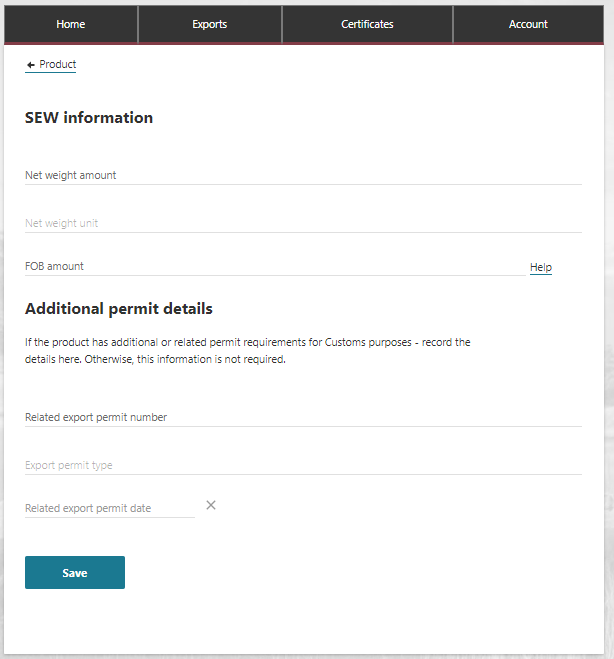 Home Exports Certificates Account
← Product
SEW information
Net weight amount
Net weight unit
FOB amount Help
Additional permit details
If the product has additional or related permit requirements for Customs purposes - record the
details here. Otherwise, this information is not required.
Related export permit number
Export permit type
Related export permit date ×
Save